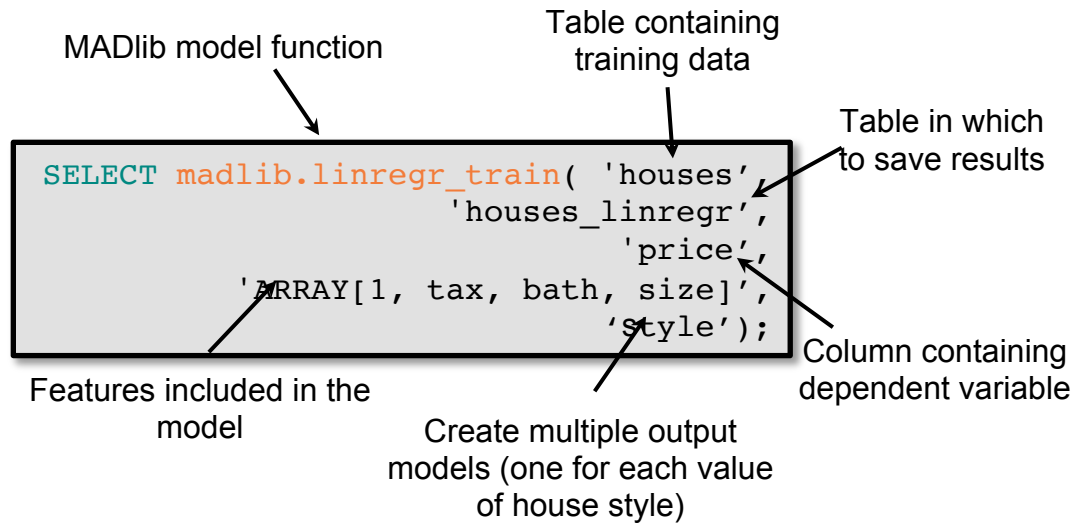 MADlib model function
Table containing
training data
Table in which
to save results
SELECT madlib.linregr_train( 'houses',
'houses_linregr',
'price',
'ARRAY[1, tax, bath, size]',
‘Style’);
Features included in the
model
Create multiple output
models (one for each value
of house style)
Column containing
dependent variable